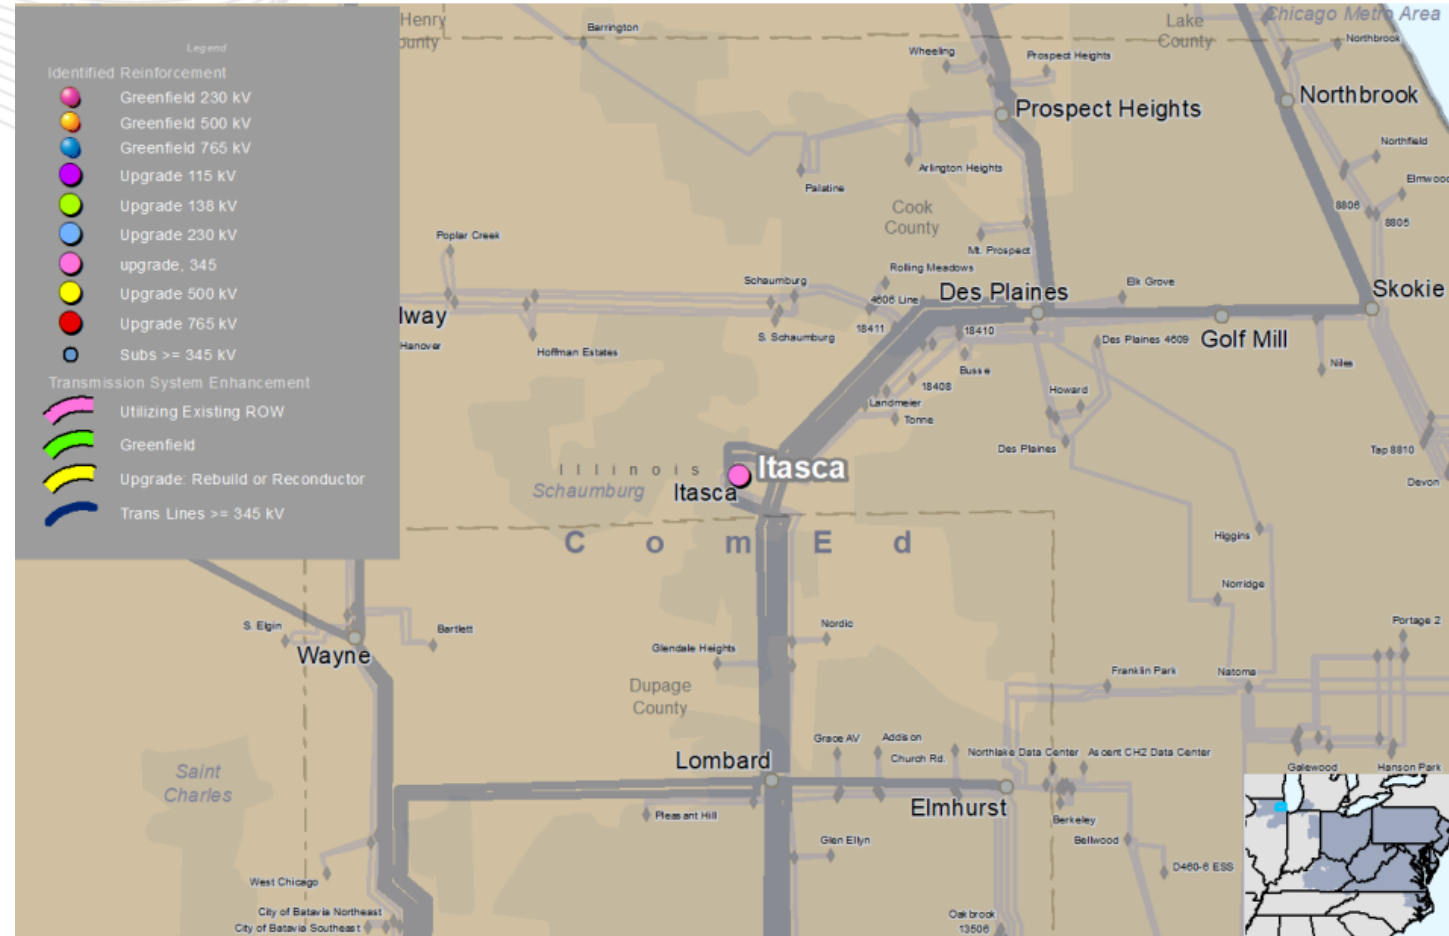 Legend
Identified Reinforcement
Greenfield 230 kV
Greenfield 500 kV
Greenfield 765 kV
Upgrade 115 kV
Upgrade 138 kV
Upgrade 230 kV
upgrade, 345
Upgrade 500 kV
Upgrade 765 kV
Subs >= 345 kV
Transmission System Enhancement
Utilizing Existing ROW
Greenfield
Upgrade: Rebuild or Reconductor
Trans Lines >= 345 kV
Henry
ounty
Barrington
Lake
County
Chicago Metro Area
Northbrook
Wheeling
Prospect Heights
Northbrook
Prospect Heights
Northfield
Arlington Heights
Elmwood
Palatine
Cook
County
8806
8805
Poplar Creek
Mt. Prospect
Rolling Meadows
Schaumburg
Elk Grove
Des Plaines
Skokie
4606 Line
lway
18411
18410
S. Schaumburg
Des Plaines 4609
Golf Mill
Hanover
Hoffman Estates
Niles
Busse
18408
Howard
Landmeier
Tonne
Des Plaines
Tap 8810
Illinois
Itasca
Schaumburg
Itasca
Devon
ComEd
Higgins
Norridge
S. Elgin
Bartlett
Nordic
Portage 2
Wayne
Glendale Heights
Franklin Park
Natoma
Dupage
County
Grace AV
Addison
Church Rd.
Northlake Data Center
Ascent CH2 Data Center
Lombard
Saint
Charles
Galewood
Hanson Park
Elmhurst
Pleasant Hill
Berkeley
Glen Ellyn
Bellwood
D460-6 ESS
West Chicago
City of Batavia Northeast
City of Batavia Southeast
Oakbrook
13506